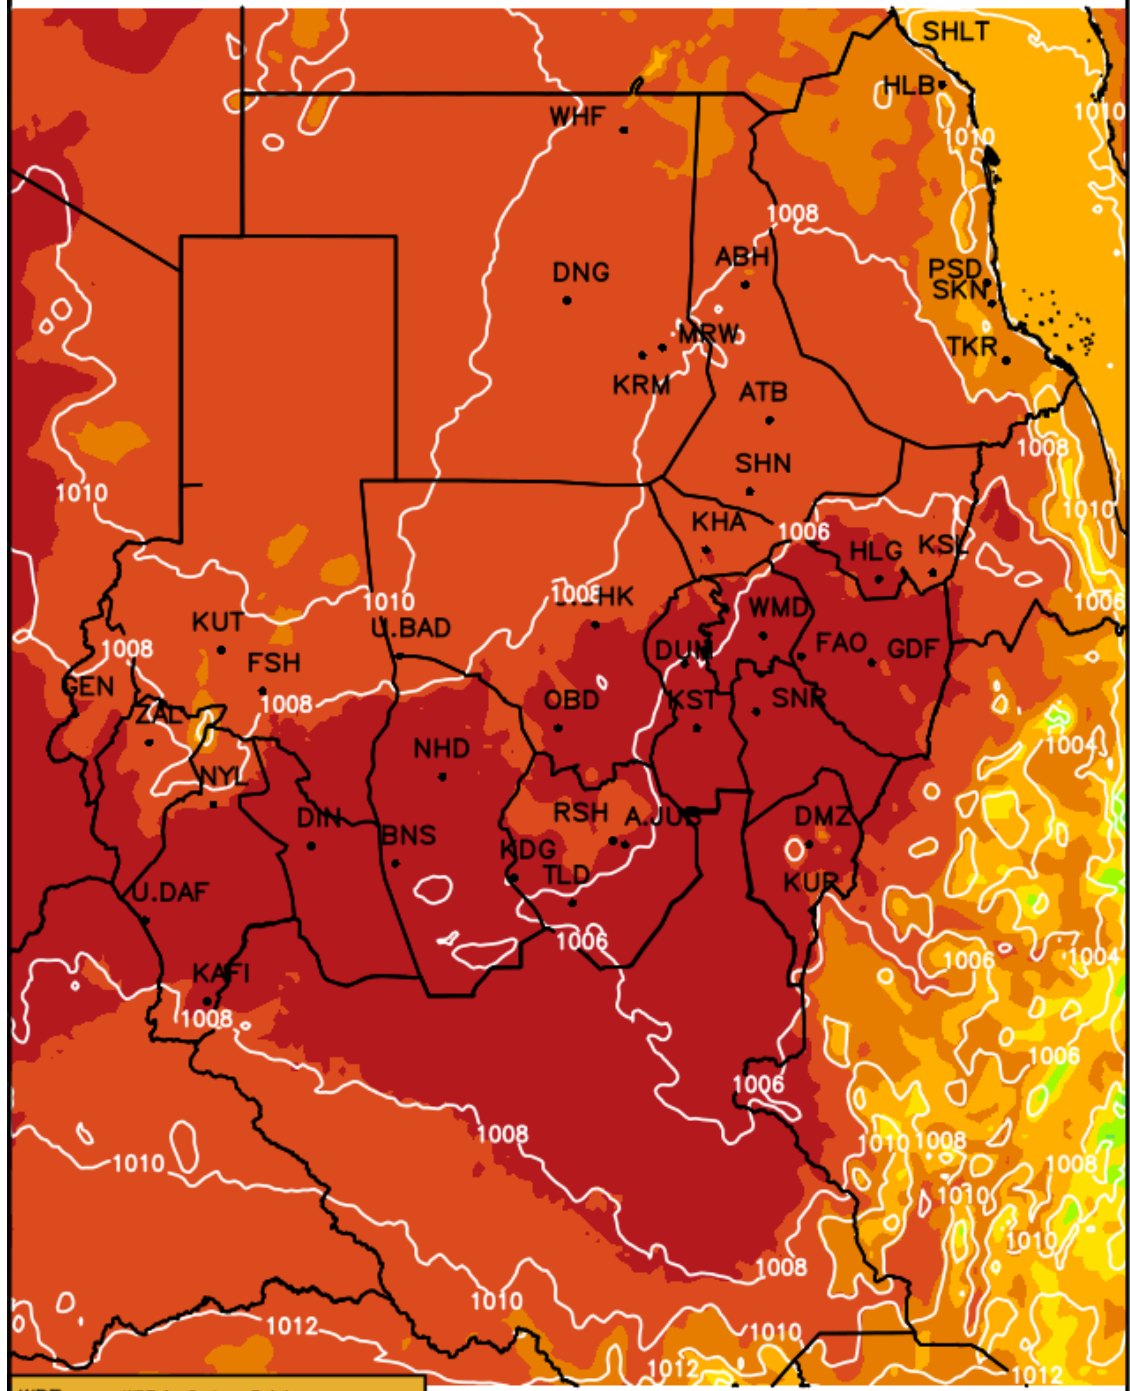 SHLT
HLB
1010
1010
WHF
1008
ABH
PSD
DNG
SKN
MRW
TKR
KRM
ATB
1008
SHN
1010
1010
KHA
1006
HLG
KSL
1008
HK
1010
1006
WMD
KUT
U.BAD
FAO
GDF
1008
DUM
FSH
GEN
OBD
KST
SNR
1008
ZAL
NHD
1004
NYL
DIN
RSH
A.JUB
DMZ
BNS
KDG
TLD
KUR
U.DAF
1006
1006
1004
KAFI
1008
1006
1006
1008
1010
1008
1010
1008
1010
1010
1008
1010
1012
1010
1012
1012